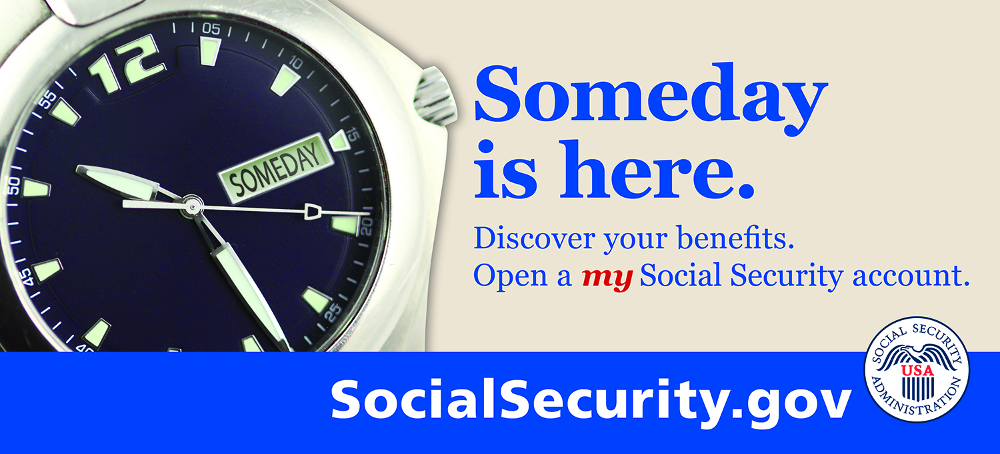 12
05
10
15
20
25
40
45
50
55
SOMEDAY
Someday
is here.
Discover your benefits.
Open a my Social Security account.
SocialSecurity.gov
SOCIAL SECURITY
USA
ADMINISTRATION